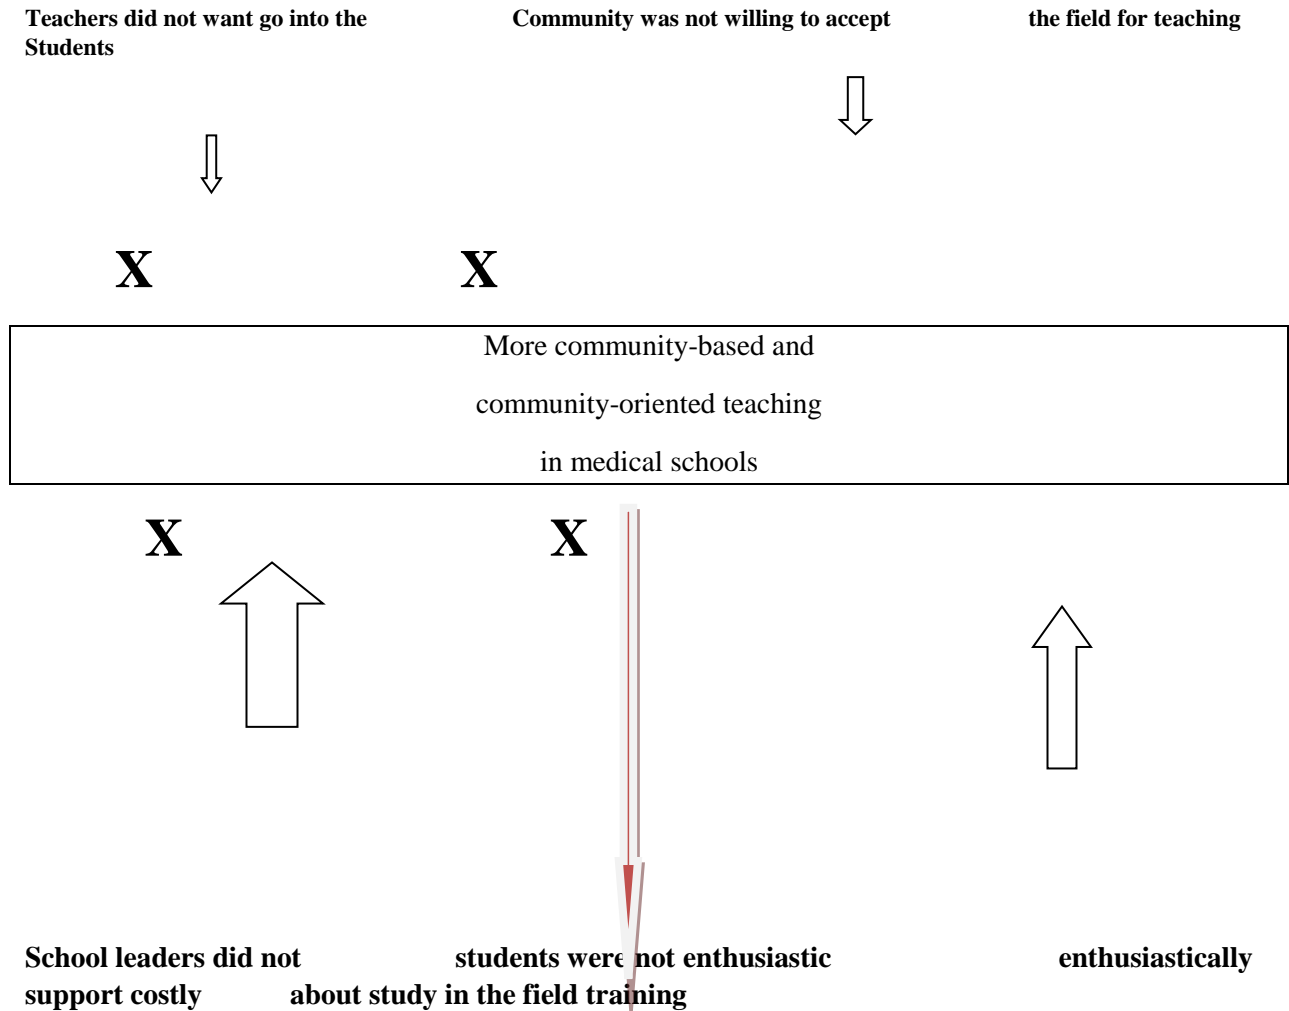 Teachers did not want go into the Community was not willing to accept the field for teaching
Students
X X
More community-based and
community-oriented teaching
in medical schools
X X
School leaders did not students were not enthusiastic enthusiastically
support costly about study in the field training